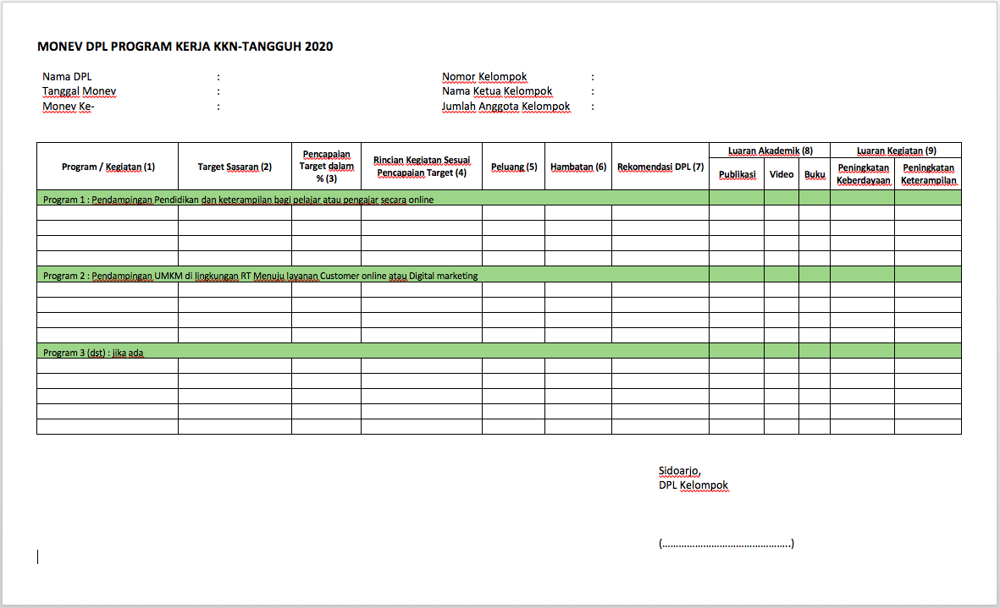 MONEV DPL PROGRAM KERJA KKN-TANGGUH 2020
Nama DPL :
Tanggal Monev :
Monev Ke- :
Nomor Kelompok :
Nama Ketua Kelompok :
Jumlah Anggota Kelompok :
Program / Kegiatan (1)
Target Sasaran (2)
Pencapaian
Target dalam
% (3)
Rincian Kegiatan Sesuai
Pencapaian Target (4)
Peluang (5)
Hambatan (6)
Rekomendasi DPL (7)
Luaran Akademik (8)
Publikasi
Video
Buku
Luaran Kegiatan (9)
Peningkatan
Keberdayaan
Peningkatan
Keterampilan
Program 1 : Pendampingan Pendidikan dan keterampilan bagi pelajar atau pengajar secara online
Program 2 : Pendampingan UMKM di lingkungan RT Menuju layanan Customer online atau Digital marketing
Program 3 (dst) : jika ada
Sidoarjo,
DPL Kelompok
(………………………………………..)